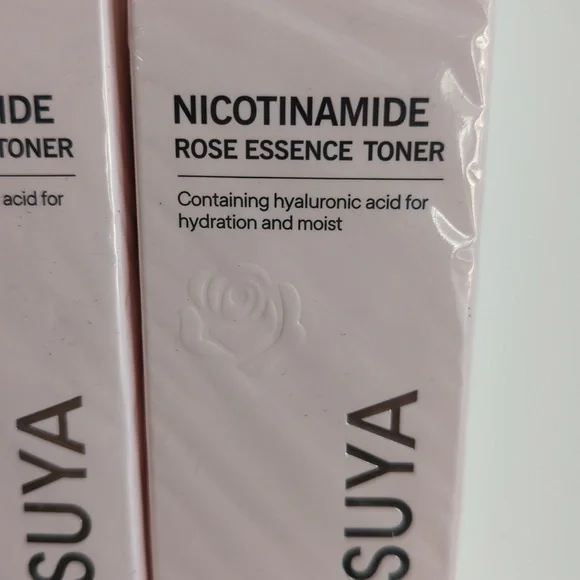 IDE
TONER
acid for
SUYA
NICOTINAMIDE
ROSE ESSENCE TONER
Containing hyaluronic acid for
hydration and moist
SUYA